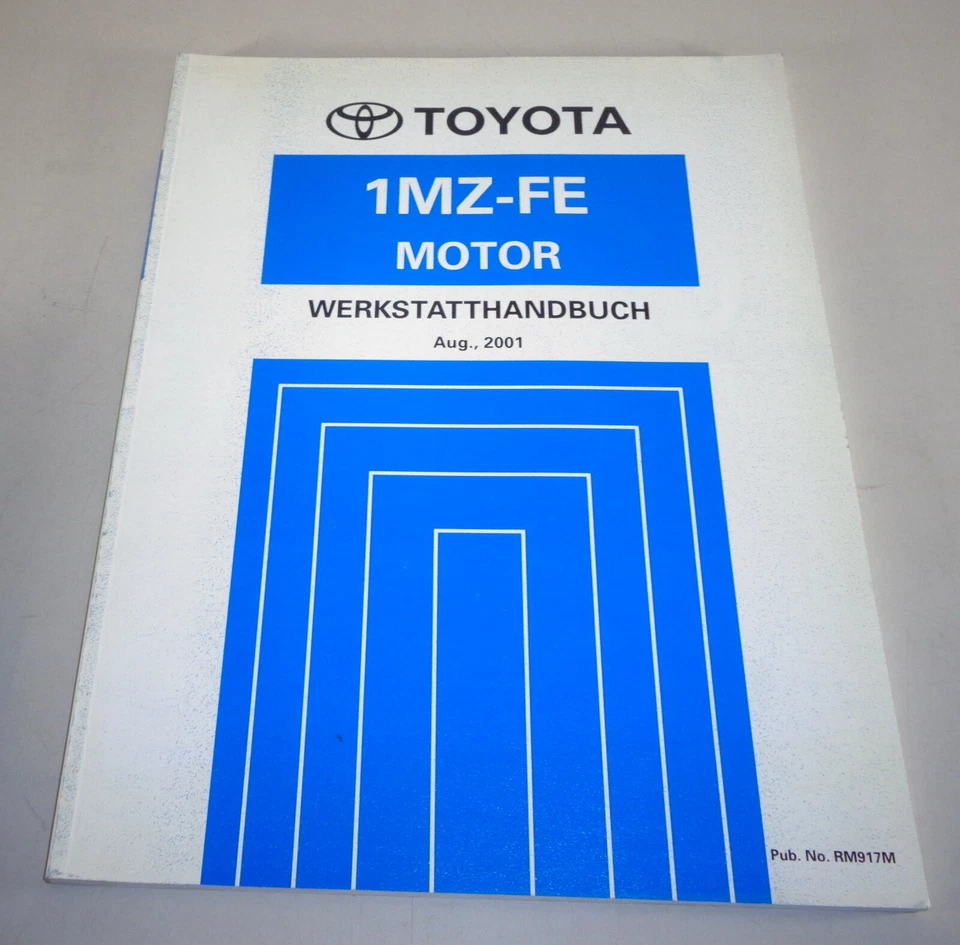 TOYOTA
1MZ-FE
MOTOR
WERKSTATTHANDBUCH
Aug., 2001
Pub. No. RM917M